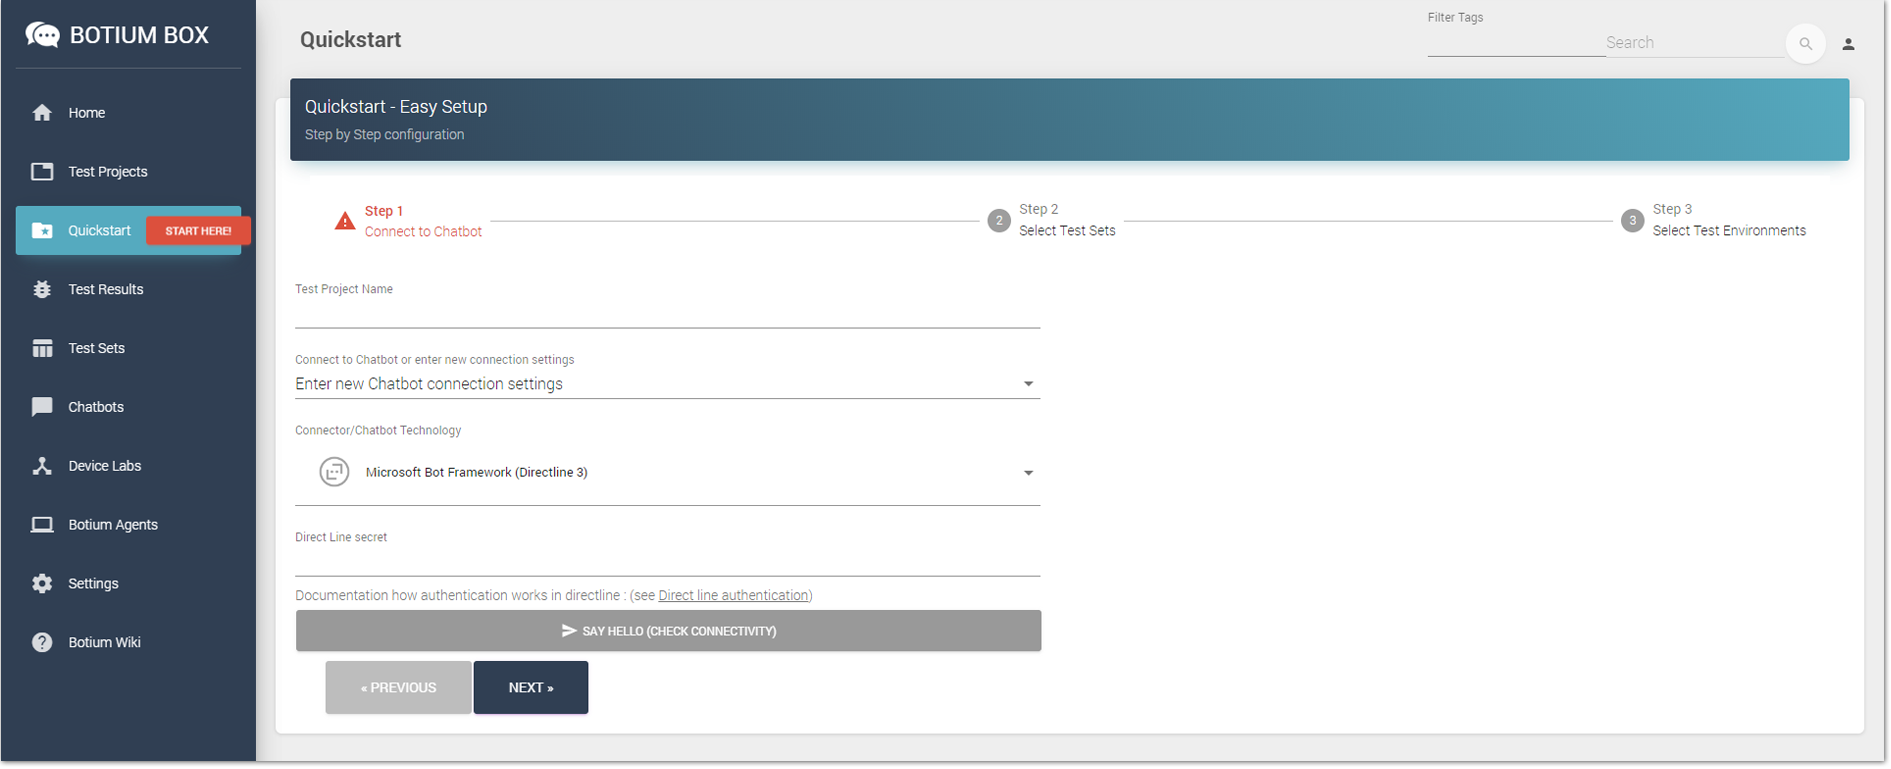 BOTIUM BOX
Home
Test Projects
Quickstart
START HERE!
Test Results
Test Sets
Chatbots
Device Labs
Botium Agents
Settings
Botium Wiki
Quickstart
Filter Tags
Search
Quickstart - Easy Setup
Step by Step configuration
Step 1
Connect to Chatbot
2
Step 2
Select Test Sets
3
Step 3
Select Test Environments
Test Project Name
Connect to Chatbot or enter new connection settings
Enter new Chatbot connection settings
Connector/Chatbot Technology
Microsoft Bot Framework (Directline 3)
Direct Line secret
Documentation how authentication works in directline : (see Direct line authentication)
SAY HELLO (CHECK CONNECTIVITY)
« PREVIOUS
NEXT »